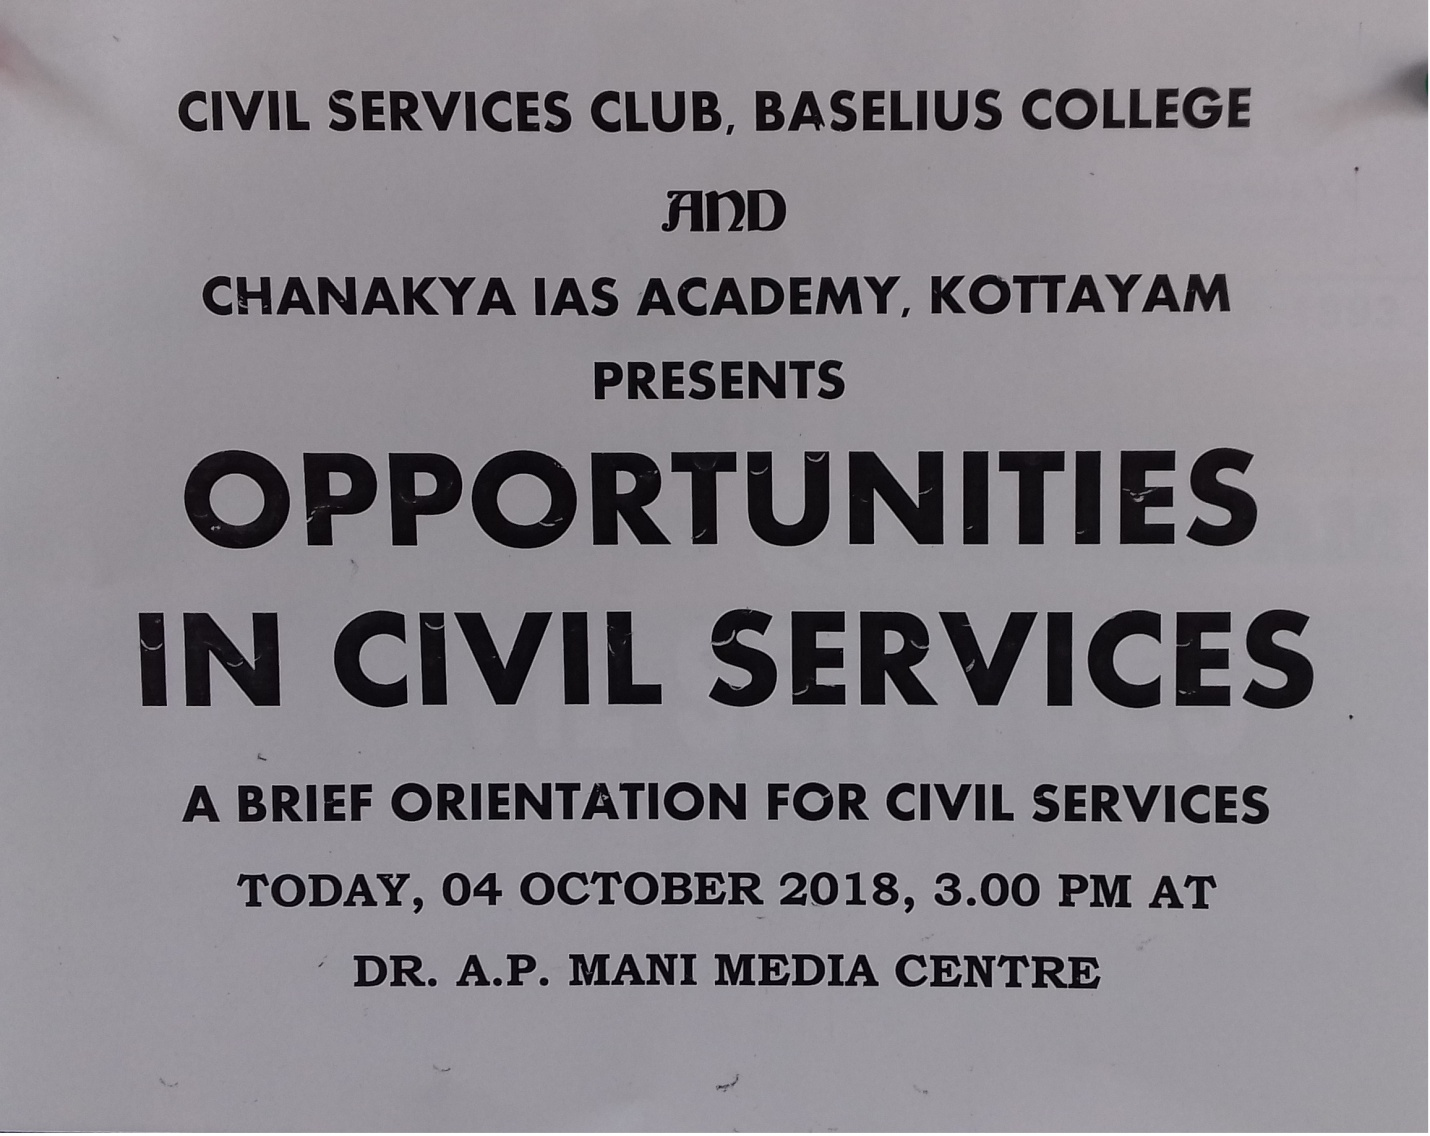 CIVIL SERVICES CLUB, BASELIUS COLLEGE
AND
CHANAKYA IAS ACADEMY, KOTTAYAM
PRESENTS
OPPORTUNITIES
IN CIVIL SERVICES
A BRIEF ORIENTATION FOR CIVIL SERVICES
TODAY, 04 OCTOBER 2018, 3.00 PM AT
DR. A.P. MANI MEDIA CENTRE